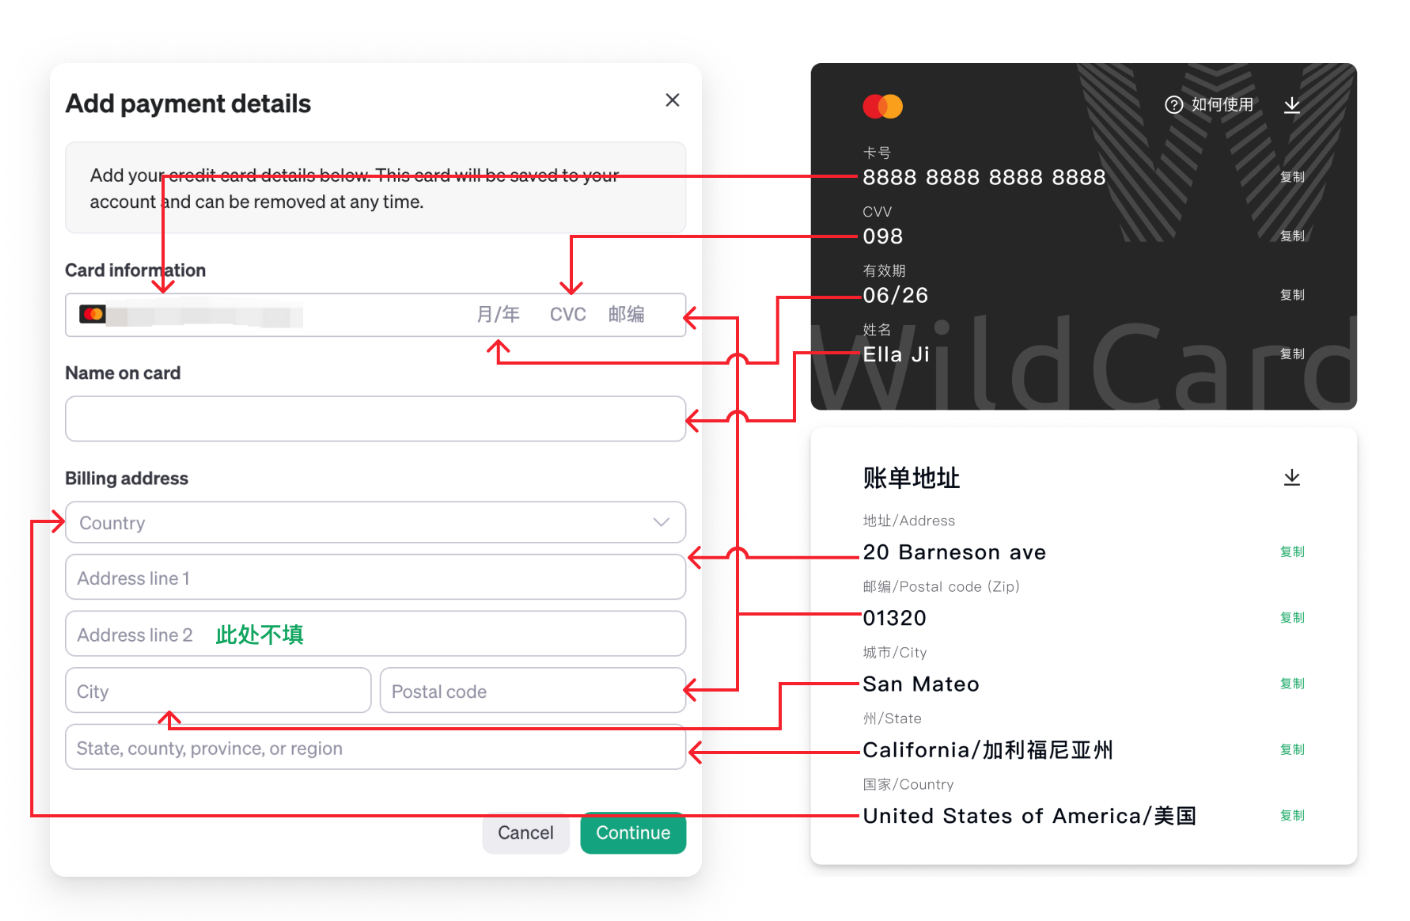 Add payment details
Add your credit card details below. This card will be saved to your
account and can be removed at any time.
Card information
月/年 CVC 邮编
Name on card
Billing address
Country
Address line 1
Address line 2 此处不填
City Postal code
State, county, province, or region
Cancel Continue
如何使用
卡号
8888 8888 8888 8888 复制
CVV
098 复制
有效期
06/26 复制
姓名
Ella Ji 复制
WildCard
账单地址
地址/Address
20 Barneson ave 复制
邮编/Postal code (Zip)
01320 复制
城市/City
San Mateo 复制
州/State
California/加利福尼亚州 复制
国家/Country
United States of America/美国 复制